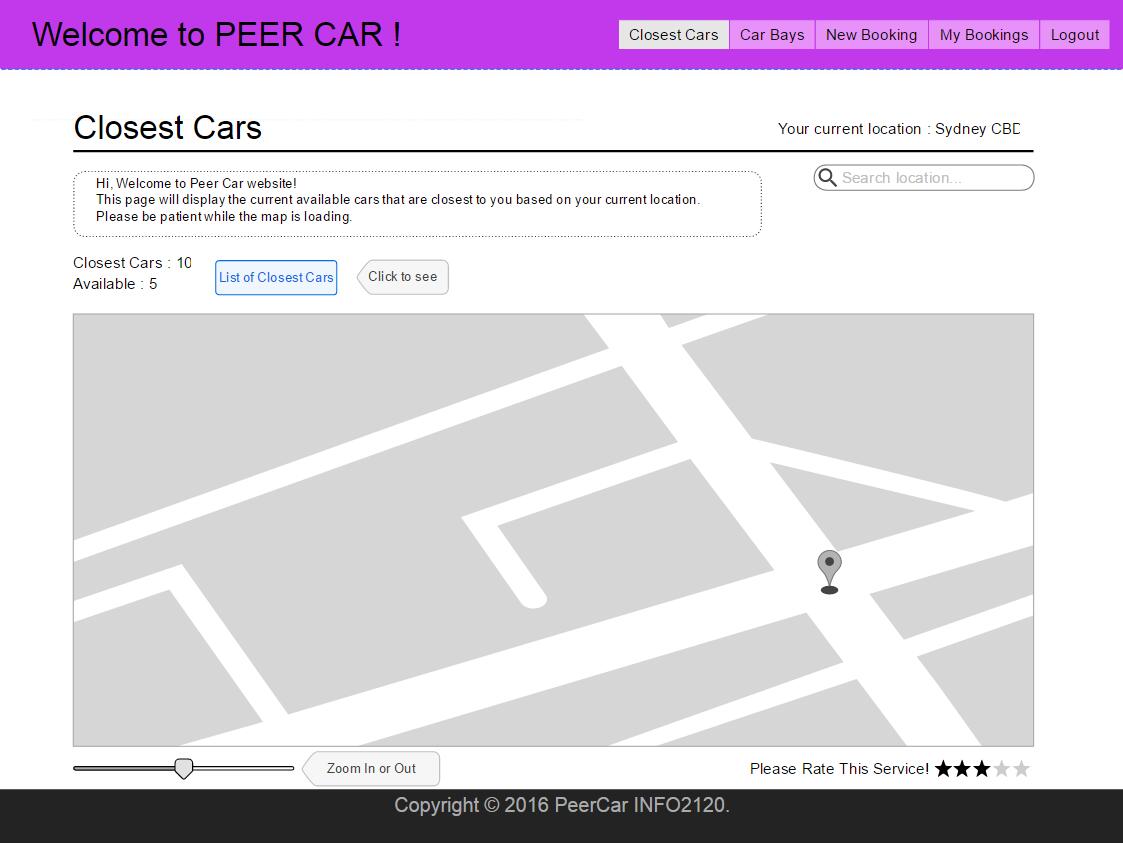 Welcome to PEER CAR !
Closest Cars
Car Bays
New Booking
My Bookings
Logout
Closest Cars
Your current location : Sydney CBD
Search location...
Hi, Welcome to Peer Car website!
This page will display the current available cars that are closest to you based on your current location.
Please be patient while the map is loading.
Closest Cars : 10
Available : 5
List of Closest Cars
Click to see
Zoom In or Out
Please Rate This Service!
Copyright © 2016 PeerCar INFO2120.